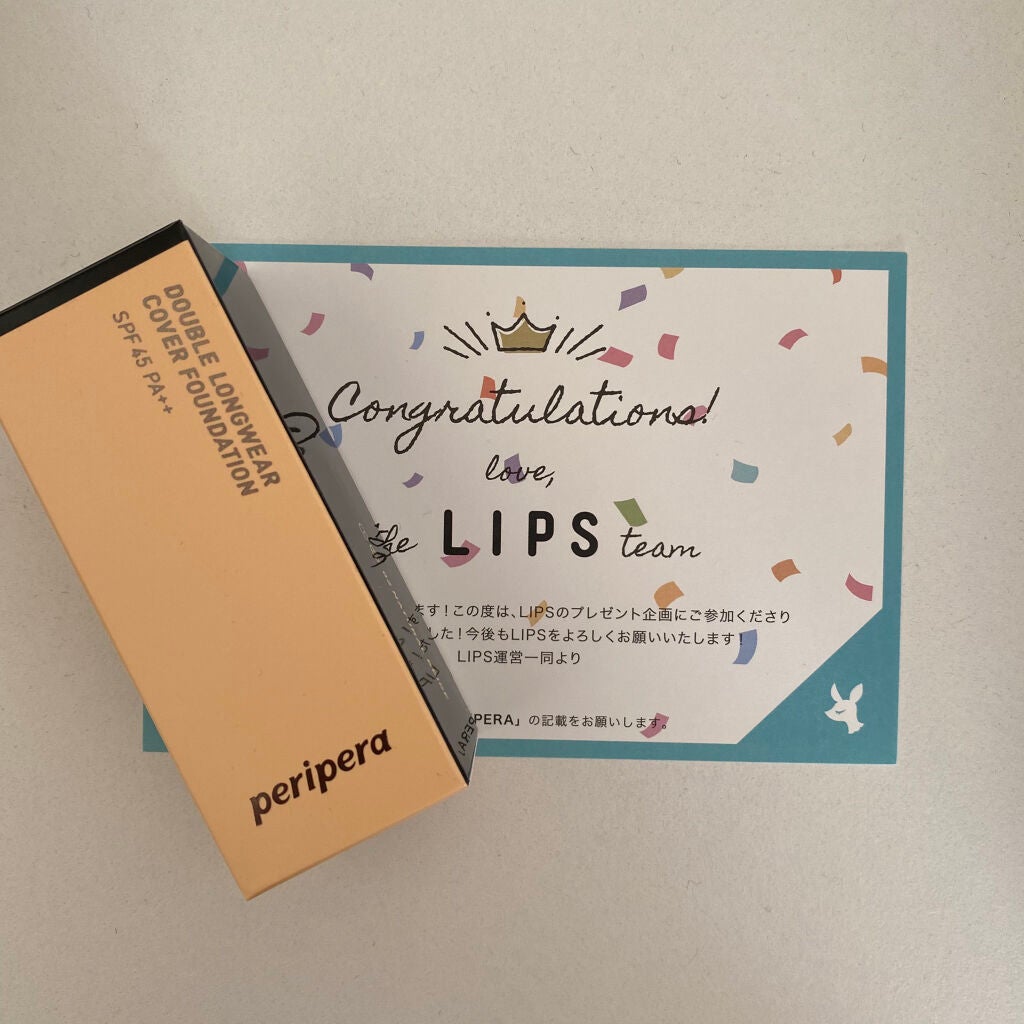 DOUBLE LONGWEAR
COVER FOUNDATION
SPF 45 PA++
peripera
Congratulations!
love,
the LIPS team
ます！この度は、LIPSのプレゼント企画にご参加くださり
した！今後もLIPSをよろしくお願いいたします！
LIPS運営一同より
PERA」の記載をお願いします。